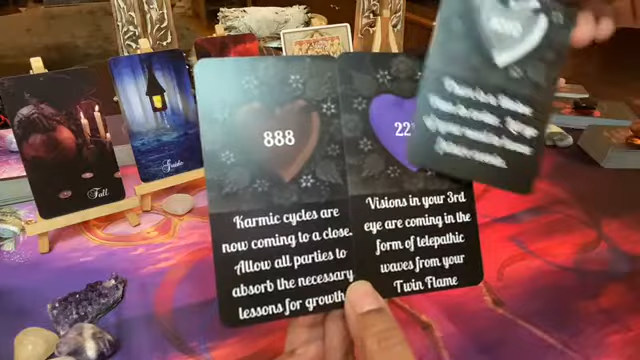 Fall
Guide
888
Karmic cycles are
now coming to a close.
Allow all parties to
absorb the necessary
lessons for growth
22
Visions in your 3rd
eye are coming in the
form of telepathic
waves from your
Twin Flame